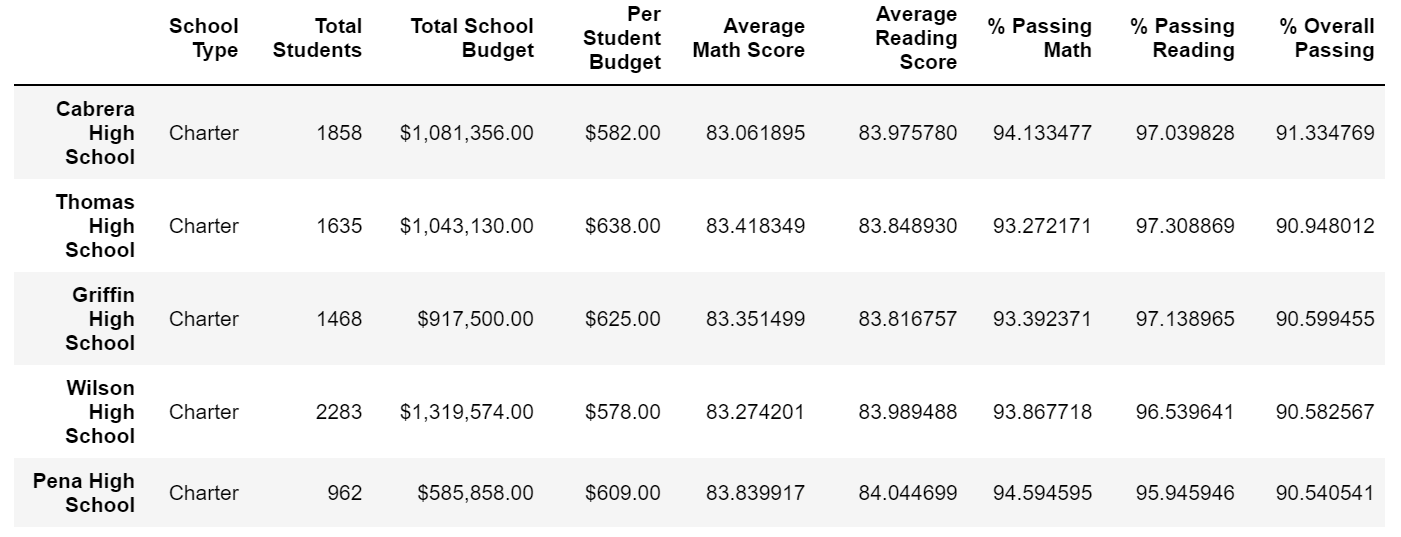 School Type Total Students Total School Budget Per Student Budget Average Math Score Average Reading Score % Passing Math % Passing Reading % Overall Passing
Cabrera High School Charter 1858 $1,081,356.00 $582.00 83.061895 83.975780 94.133477 97.039828 91.334769
Thomas High School Charter 1635 $1,043,130.00 $638.00 83.418349 83.848930 93.272171 97.308869 90.948012
Griffin High School Charter 1468 $917,500.00 $625.00 83.351499 83.816757 93.392371 97.138965 90.599455
Wilson High School Charter 2283 $1,319,574.00 $578.00 83.274201 83.989488 93.867718 96.539641 90.582567
Pena High School Charter 962 $585,858.00 $609.00 83.839917 84.044699 94.594595 95.945946 90.540541